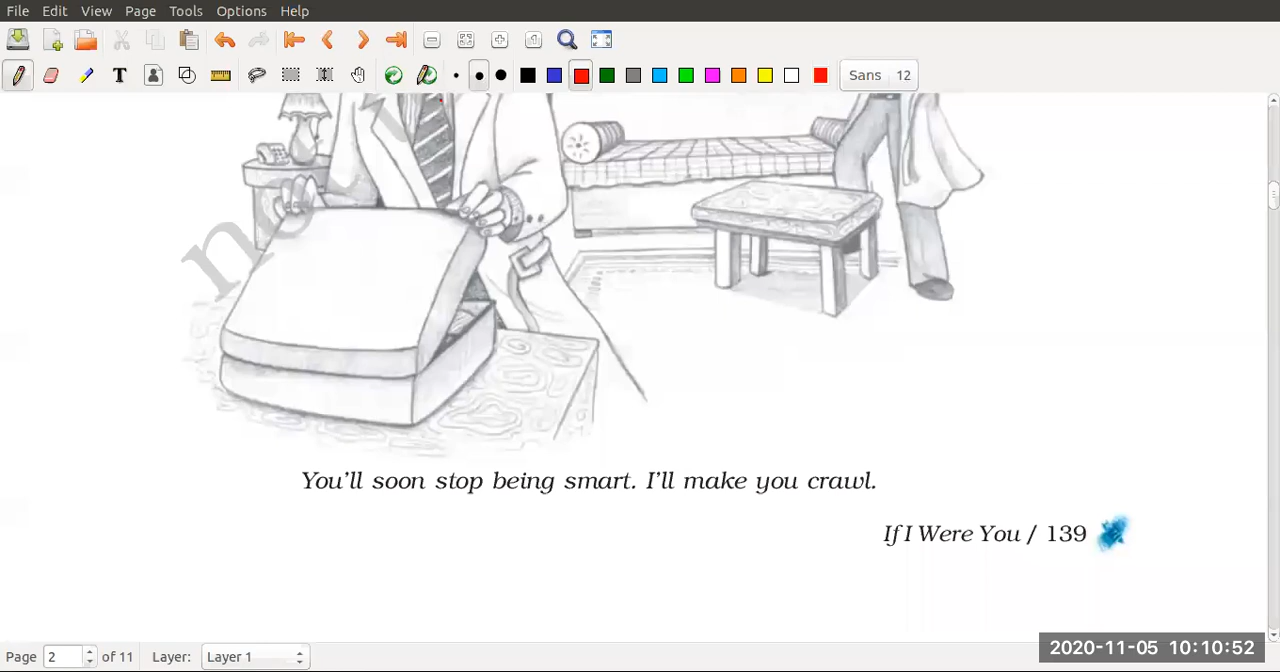 File Edit View Page Tools Options Help
T Sans 12
You'll soon stop being smart. I'll make you crawl.
If I Were You / 139
Page 2 of 11 Layer: Layer 1
2020-11-05 10:10:52